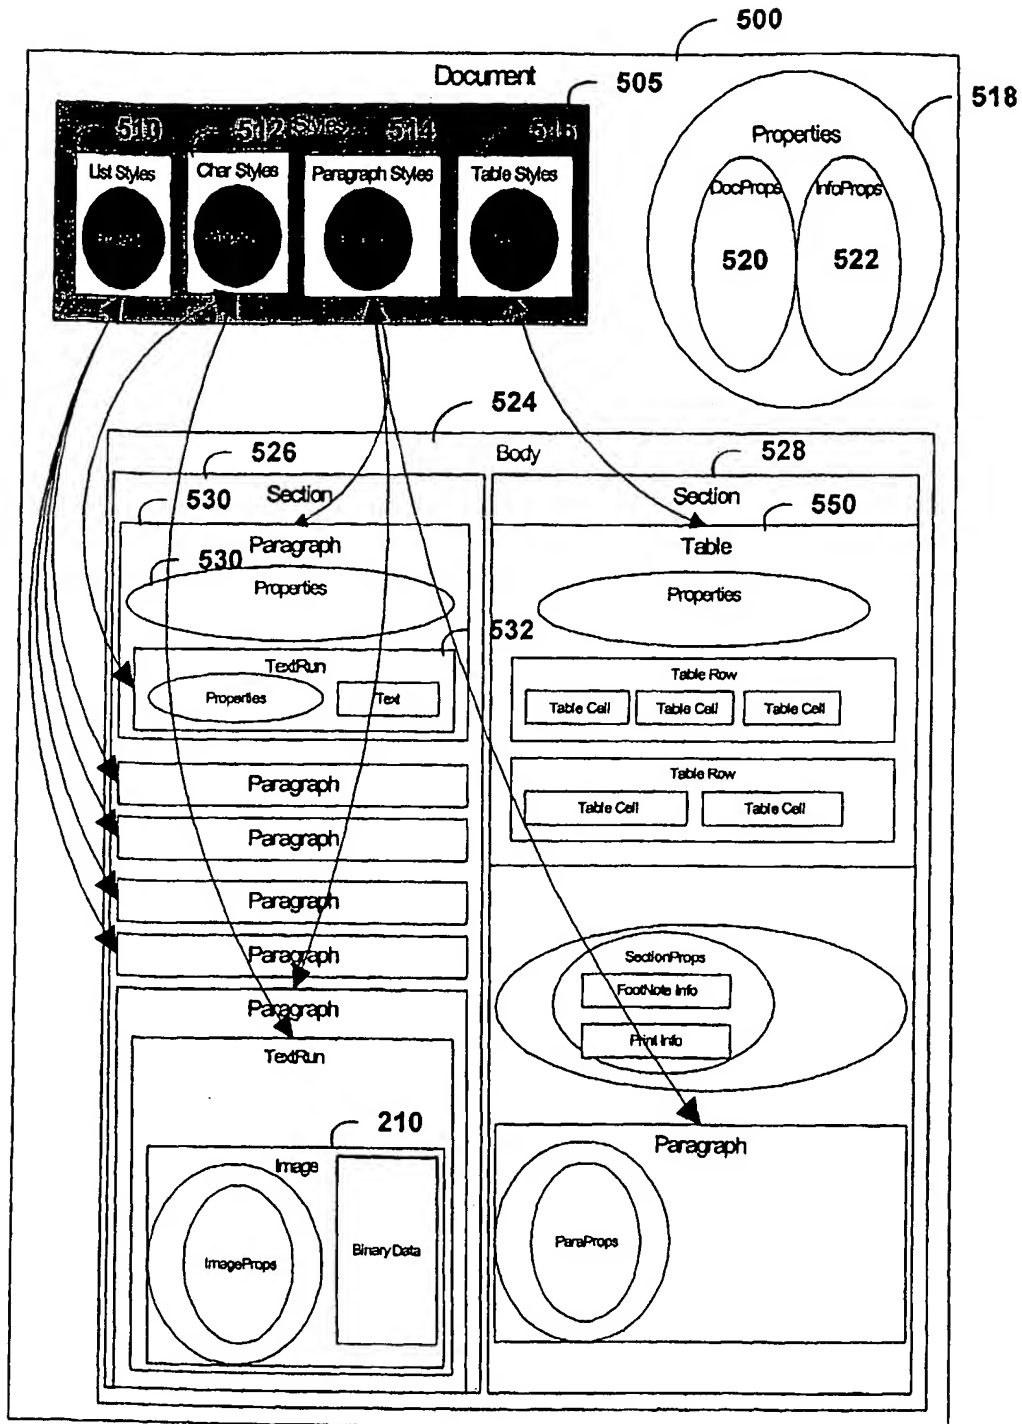 500
Document
505
518
510
512
Styles
514
516
List Styles
Char Styles
Paragraph Styles
Table Styles
Properties
DocProps
InfoProps
520
522
524
Body
526
Section
528
Section
530
Paragraph
530
Properties
532
TextRun
Properties
Text
550
Table
Properties
Table Row
Table Cell
Table Cell
Table Cell
Table Row
Table Cell
Table Cell
Paragraph
Paragraph
Paragraph
Paragraph
Paragraph
TextRun
210
Image
ImageProps
Binary Data
SectionProps
FootNote Info
Print Info
Paragraph
ParaProps